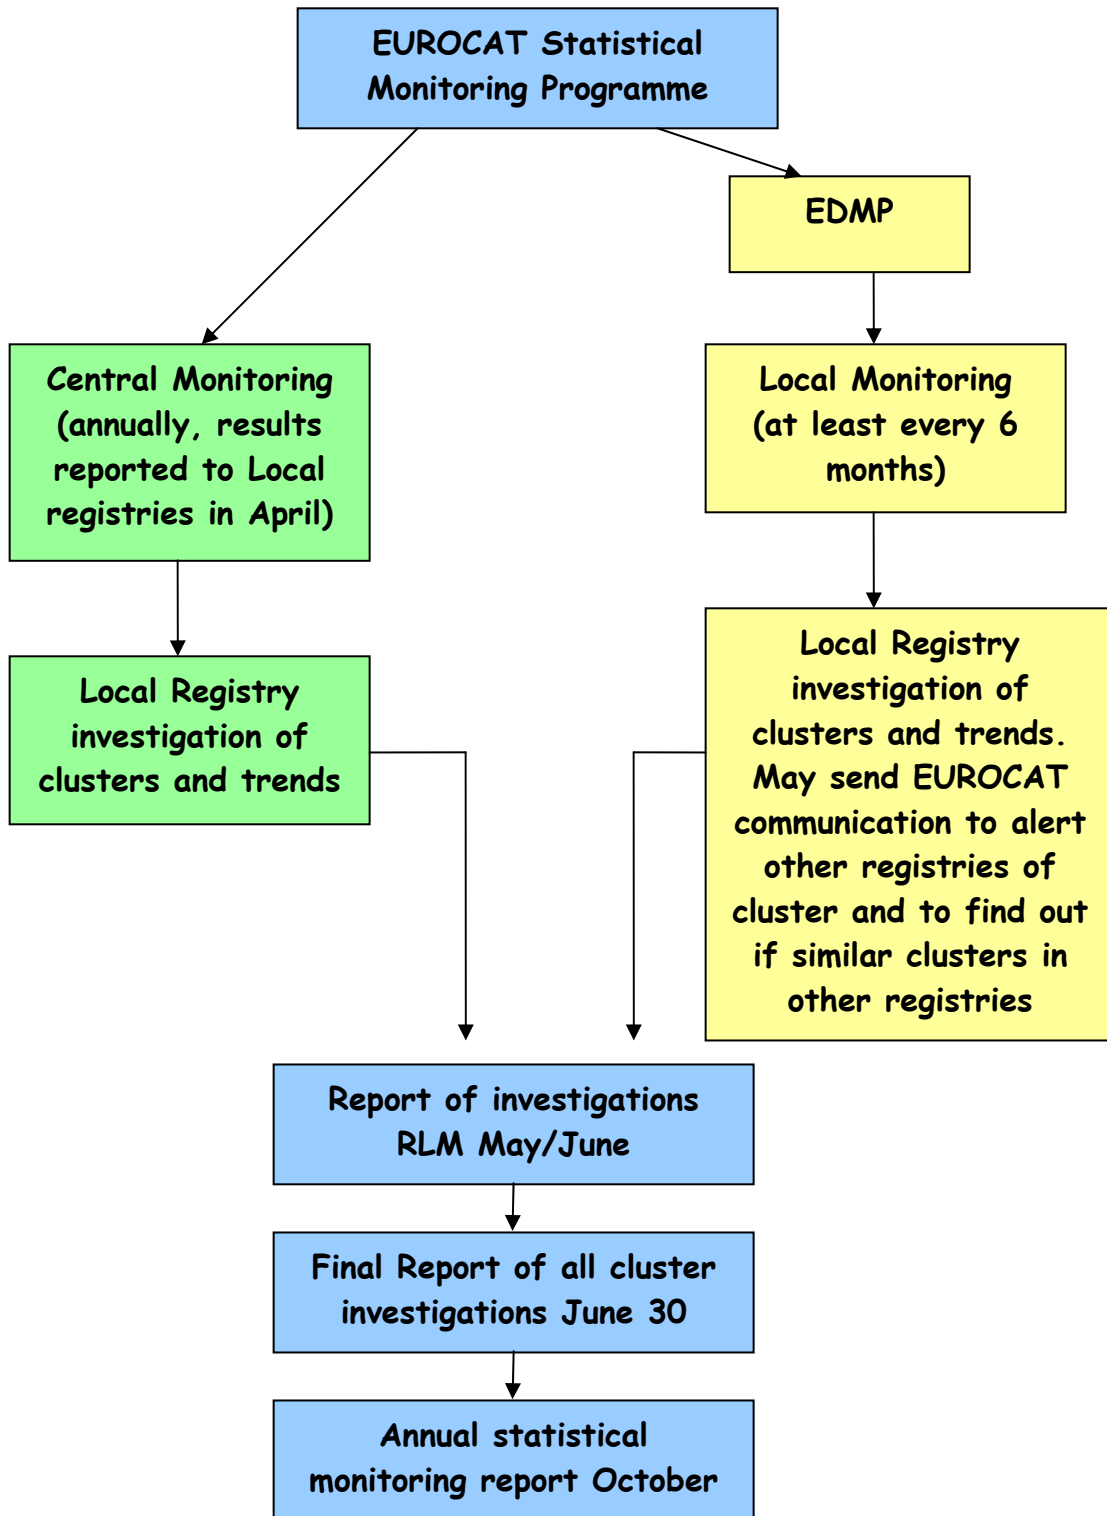 EUROCAT Statistical
Monitoring Programme
EDMP
Central Monitoring
(annually, results
reported to Local
registries in April)
Local Monitoring
(at least every 6
months)
Local Registry
investigation of
clusters and trends
Local Registry
investigation of
clusters and trends.
May send EUROCAT
communication to alert
other registries of
cluster and to find out
if similar clusters in
other registries
Report of investigations
RLM May/June
Final Report of all cluster
investigations June 30
Annual statistical
monitoring report October